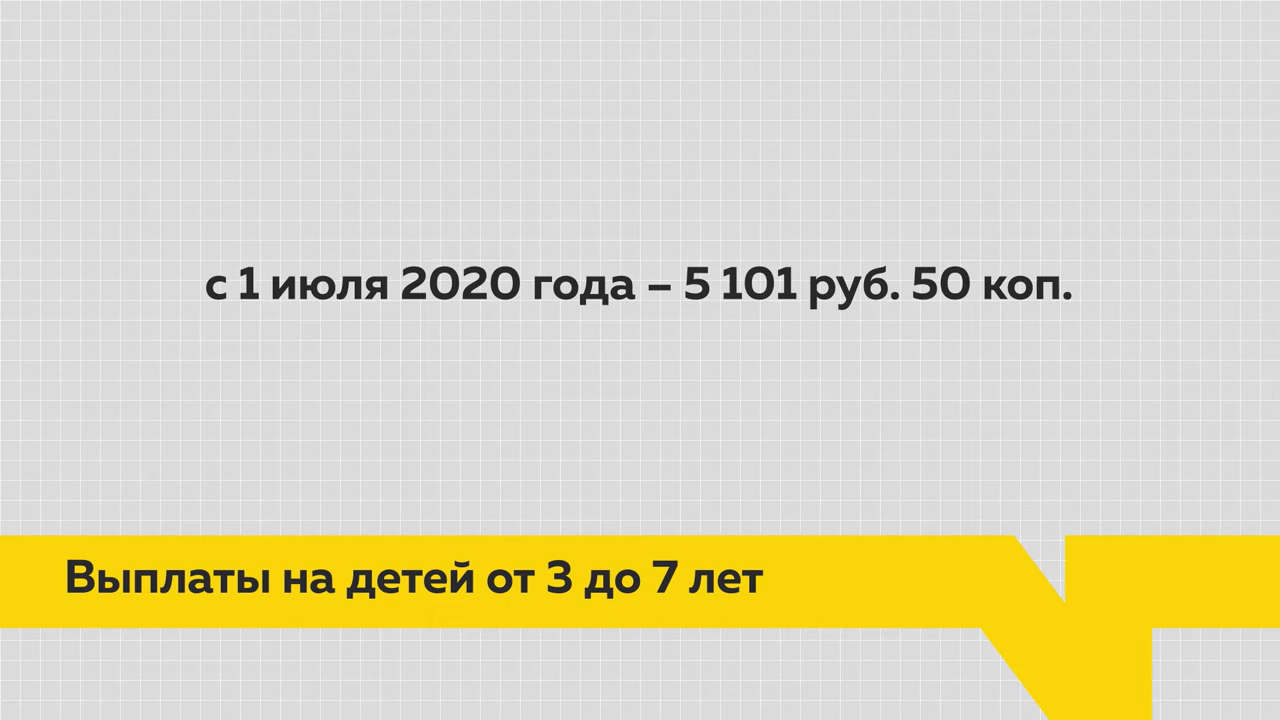 с 1 июля 2020 года – 5 101 руб. 50 коп.
Выплаты на детей от 3 до 7 лет